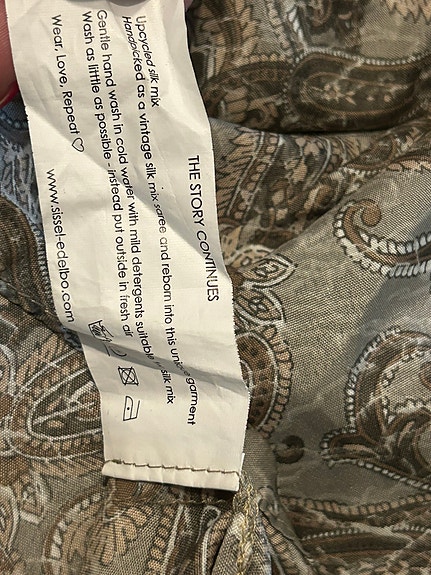 THE STORY CONTINUES
Upcycled silk mix
Handpicked as a vintage silk mix saree and reborn into this unique garment
Gentle hand wash in cold water with mild detergents suitable silk mix
Wash as little as possible - instead put outside in fresh air
Wear, Love, Repeat ♡
www.sissel-edelbo.com